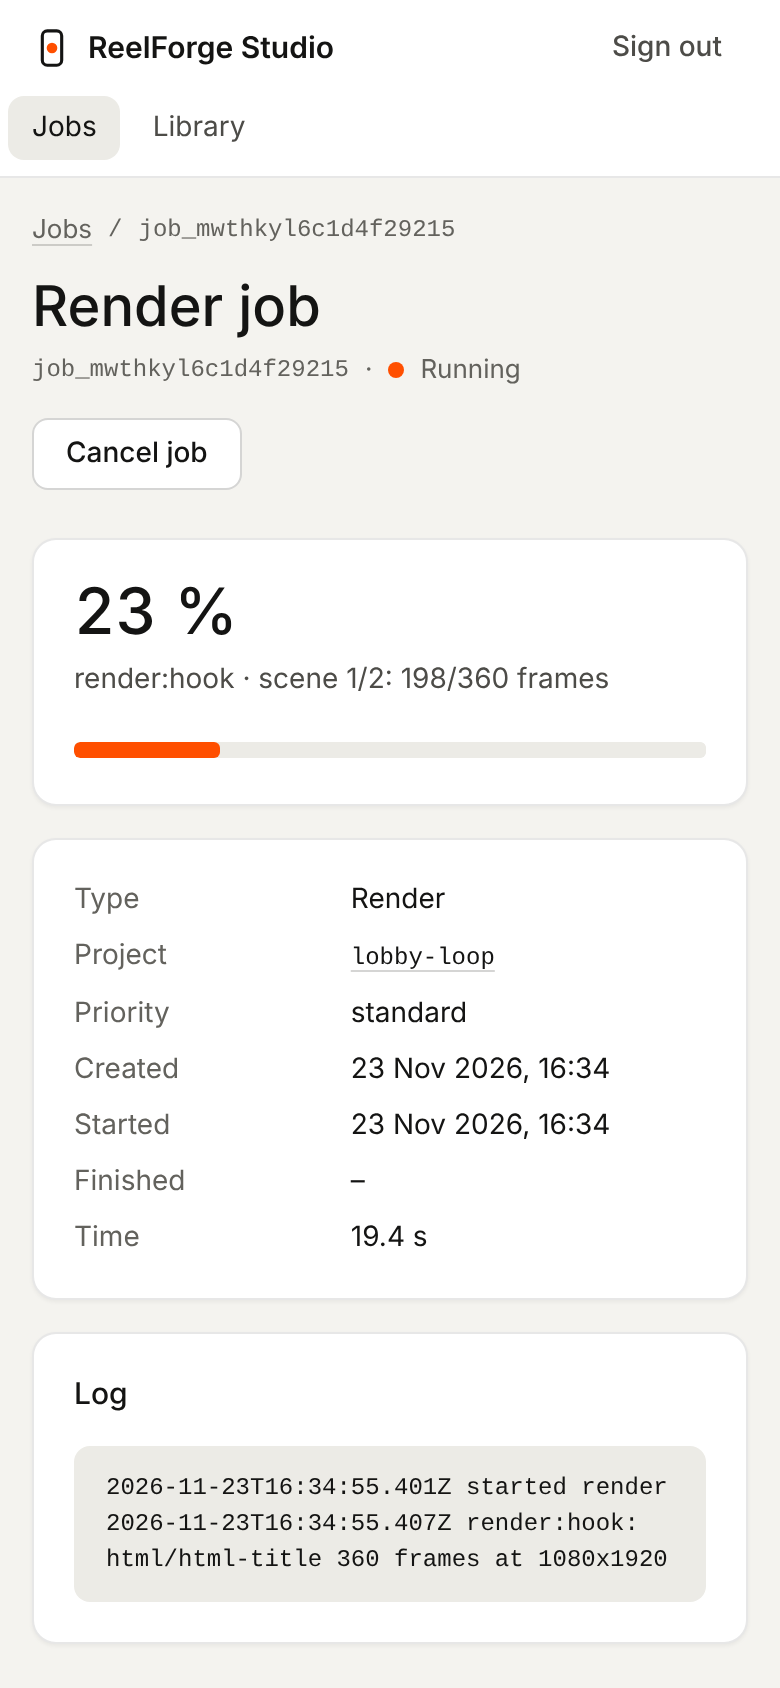 ReelForge Studio
Sign out
Jobs
Library
Jobs / job_mwthkyl6c1d4f29215
Render job
job_mwthkyl6c1d4f29215 · Running
Cancel job
23 %
render:hook · scene 1/2: 198/360 frames
Type Render
Project lobby-loop
Priority standard
Created 23 Nov 2026, 16:34
Started 23 Nov 2026, 16:34
Finished –
Time 19.4 s
Log
2026-11-23T16:34:55.401Z started render
2026-11-23T16:34:55.407Z render:hook:
html/html-title 360 frames at 1080x1920